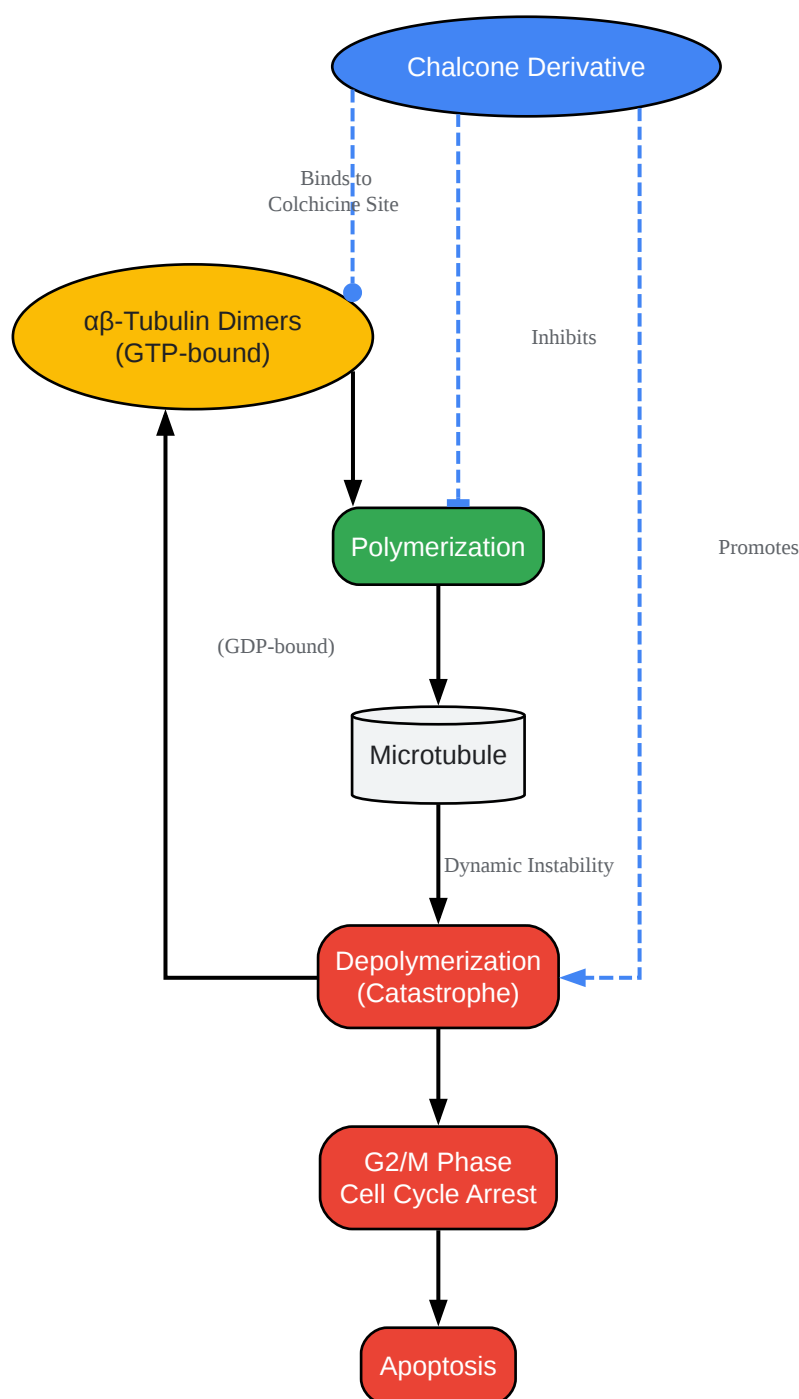 Chalcone Derivative
Binds to
Colchicine Site
αβ-Tubulin Dimers
(GTP-bound)
Inhibits
Polymerization
Promotes
(GDP-bound)
Microtubule
Dynamic Instability
Depolymerization
(Catastrophe)
G2/M Phase
Cell Cycle Arrest
Apoptosis